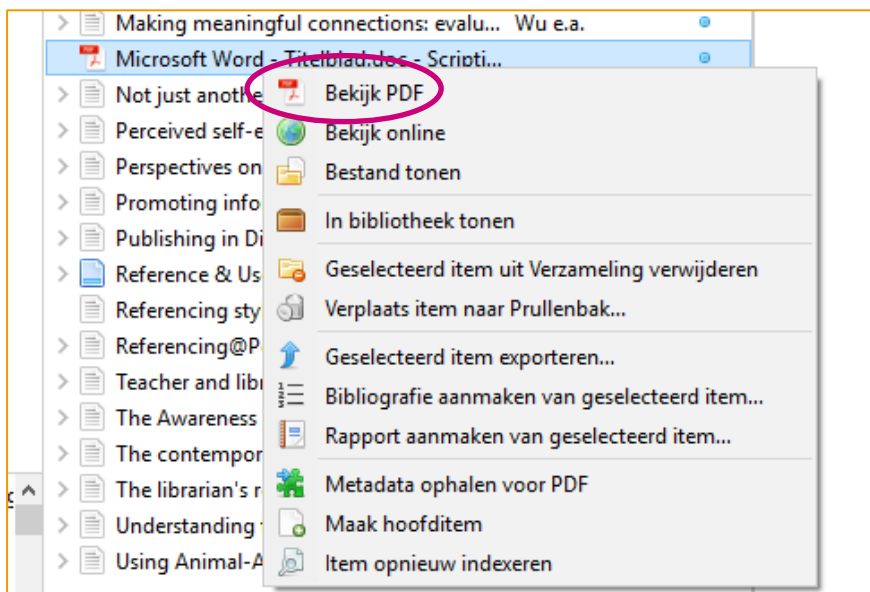 Making meaningful connections: evalu... Wu e.a.
Microsoft Word - Titelblad.doc - Scripti...
Not just anothe
Bekijk PDF
Perceived self-e
Bekijk online
Perspectives on
Bestand tonen
Promoting info
In bibliotheek tonen
Publishing in Di
Reference & Us
Geselecteerd item uit Verzameling verwijderen
Referencing sty
Verplaats item naar Prullenbak...
Referencing@P
Geselecteerd item exporteren...
Teacher and libr
Bibliografie aanmaken van geselecteerd item...
The Awareness
Rapport aanmaken van geselecteerd item...
The contempor
The librarian's r
Metadata ophalen voor PDF
Understanding
Maak hoofditem
Using Animal-A
Item opnieuw indexeren